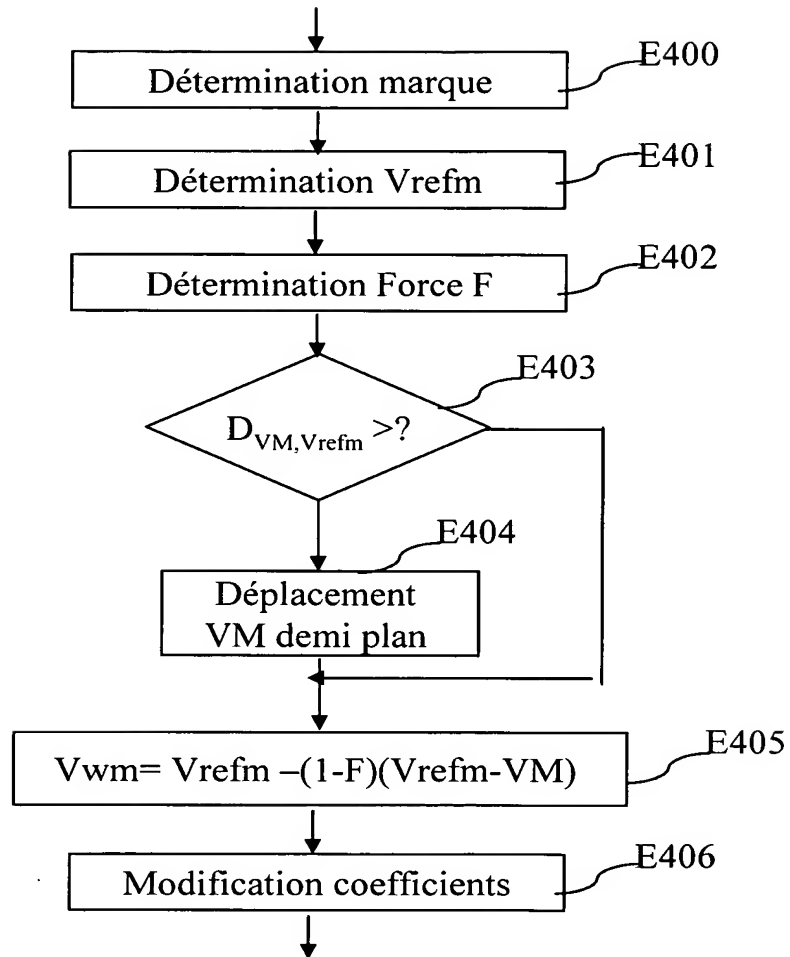 E400
Détermination marque
E401
Détermination Vrefm
E402
Détermination Force F
E403
D_VM,Vrefm >?
E404
Déplacement
VM demi plan
E405
Vwm= Vrefm –(1-F)(Vrefm-VM)
E406
Modification coefficients